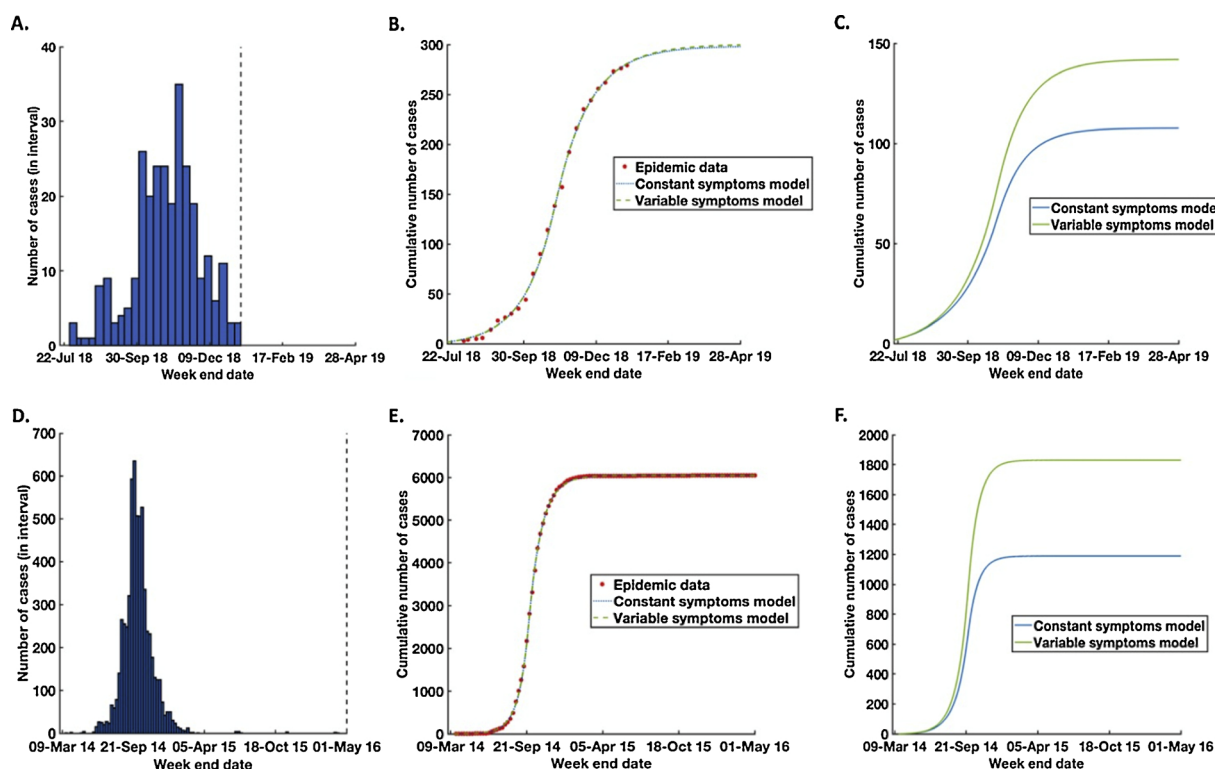 A.
Number of cases (in interval)
40
30
20
10
0
22-Jul 18 30-Sep 18 09-Dec 18 17-Feb 19 28-Apr 19
Week end date
B.
Cumulative number of cases
300
250
200
150
100
50
0
Epidemic data
Constant symptoms model
Variable symptoms model
22-Jul 18 30-Sep 18 09-Dec 18 17-Feb 19 28-Apr 19
Week end date
C.
Cumulative number of cases
150
100
50
0
Constant symptoms model
Variable symptoms model
22-Jul 18 30-Sep 18 09-Dec 18 17-Feb 19 28-Apr 19
Week end date
D.
Number of cases (in interval)
700
600
500
400
300
200
100
0
09-Mar 14 21-Sep 14 05-Apr 15 18-Oct 15 01-May 16
Week end date
E.
Cumulative number of cases
7000
6000
5000
4000
3000
2000
1000
0
Epidemic data
Constant symptoms model
Variable symptoms model
09-Mar 14 21-Sep 14 05-Apr 15 18-Oct 15 01-May 16
Week end date
F.
Cumulative number of cases
2000
1800
1600
1400
1200
1000
800
600
400
200
0
Constant symptoms model
Variable symptoms model
09-Mar 14 21-Sep 14 05-Apr 15 18-Oct 15 01-May 16
Week end date